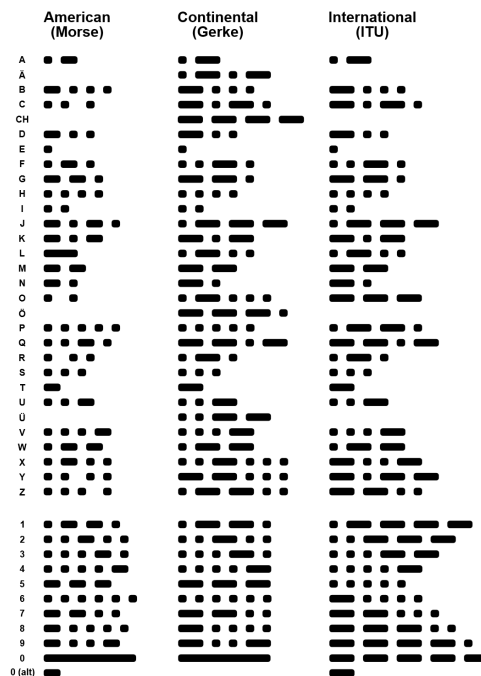 American Continental International
(Morse) (Gerke) (ITU)
A
Ä
B
C
CH
D
E
F
G
H
I
J
K
L
M
N
O
Ö
P
Q
R
S
T
U
Ü
V
W
X
Y
Z
1
2
3
4
5
6
7
8
9
0
0 (alt)